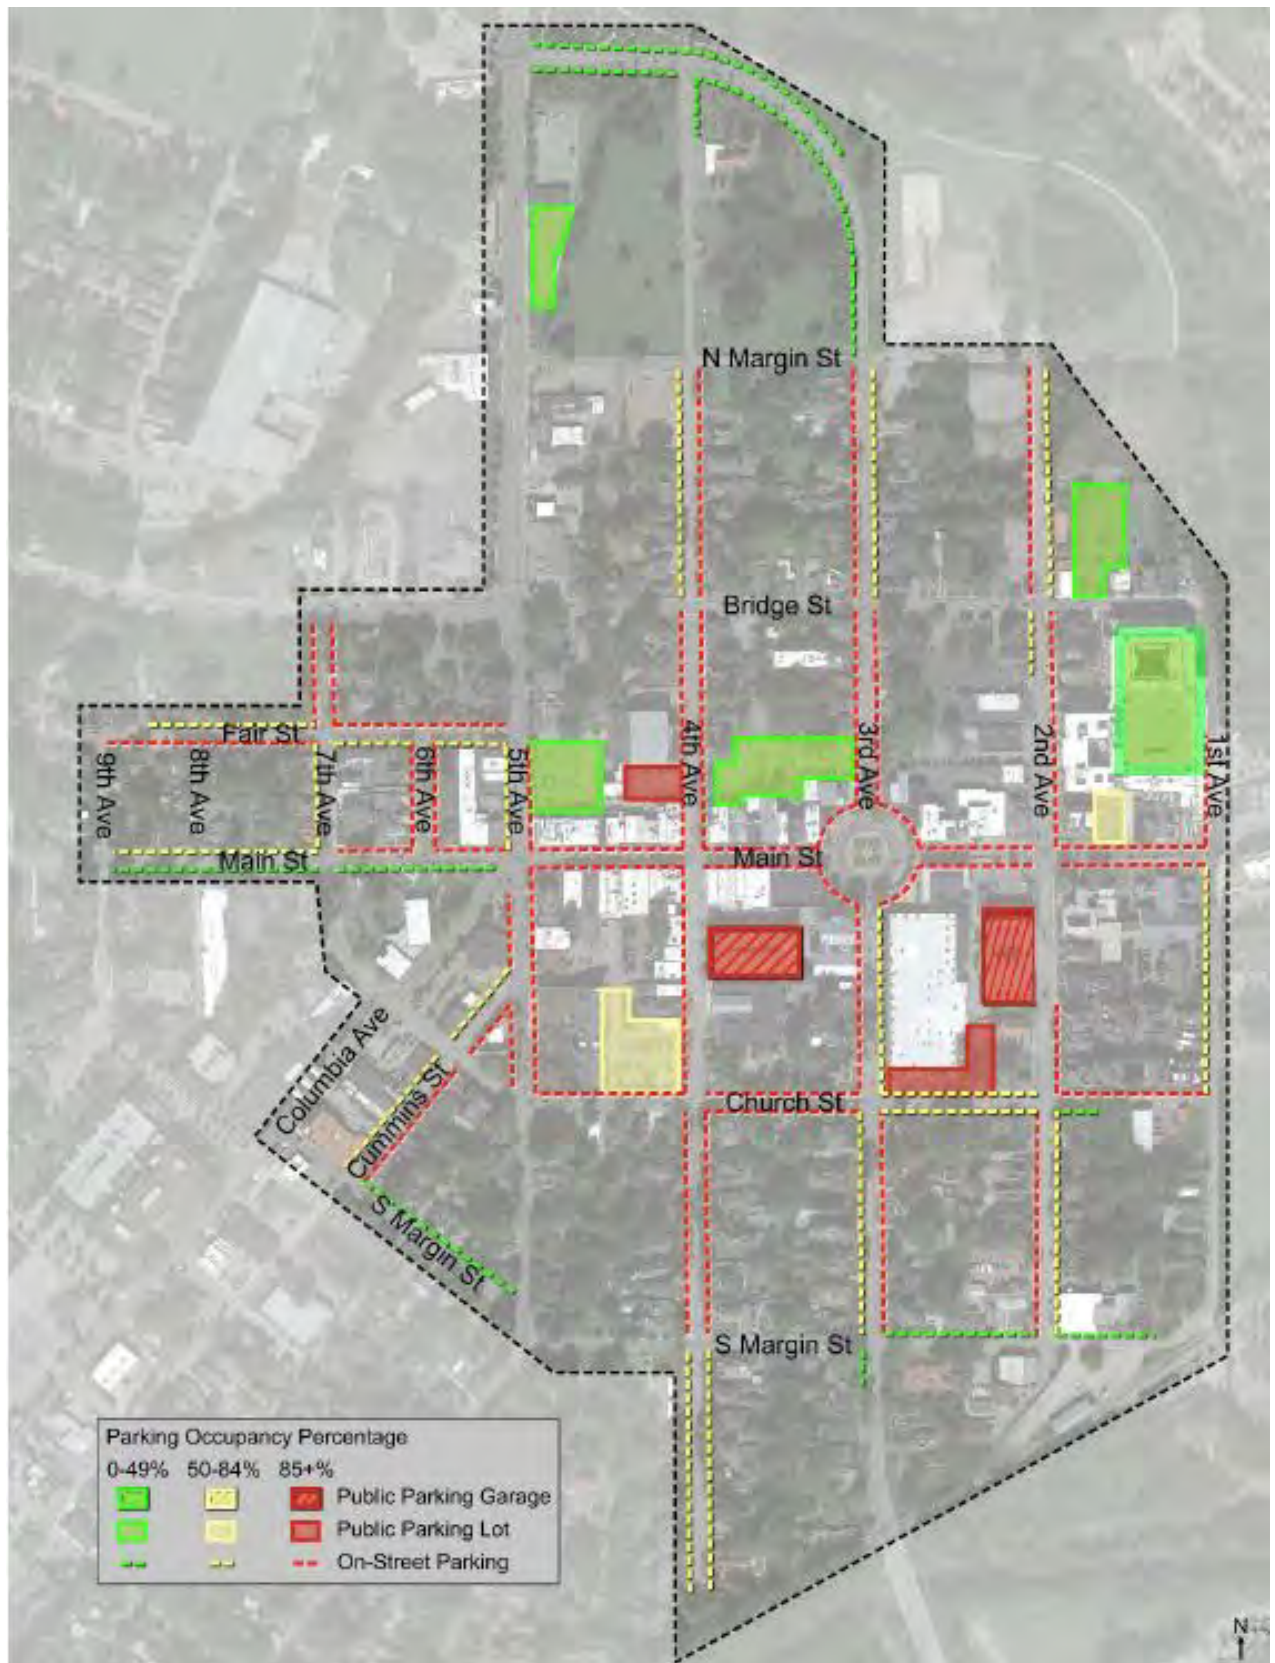 N Margin St
Bridge St
Fair St
9th Ave
8th Ave
7th Ave
6th Ave
5th Ave
4th Ave
3rd Ave
2nd Ave
1st Ave
Main St
Main St
Columbia Ave
Cummins St
Church St
S Margin St
S Margin St
Parking Occupancy Percentage
0-49% 50-84% 85+%
Public Parking Garage
Public Parking Lot
On-Street Parking
N